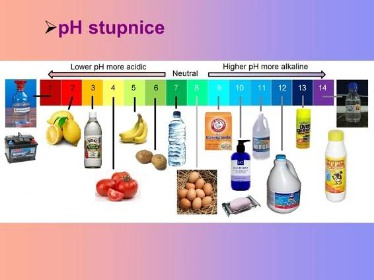 pH stupnice
Lower pH more acidic
Neutral
Higher pH more alkaline
1 2 3 4 5 6 7 8 9 10 11 12 13 14